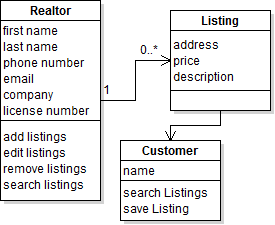 Realtor
first name
last name
phone number
email
company
license number
add listings
edit listings
remove listings
search listings
1
0..*
Listing
address
price
description
Customer
name
search Listings
save Listing